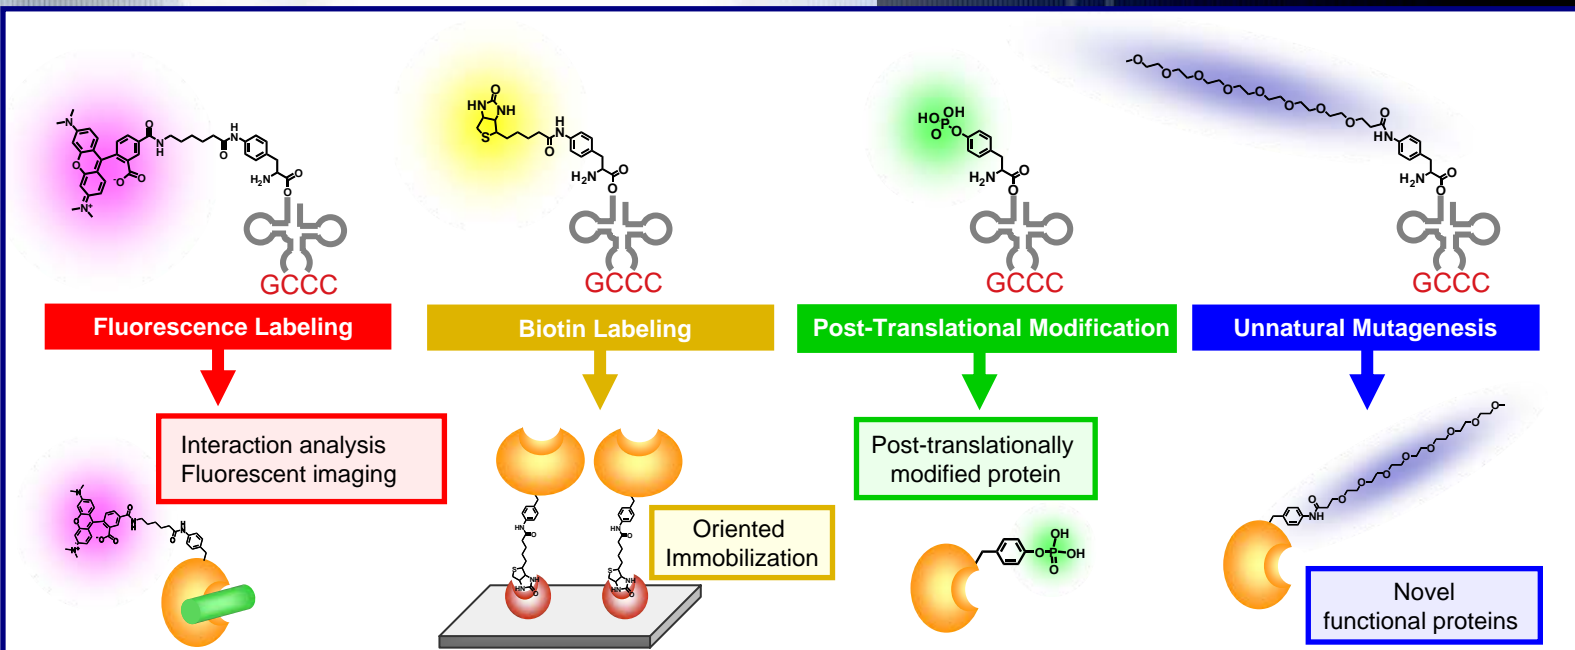 GCCC
GCCC
GCCC
GCCC
Fluorescence Labeling
Biotin Labeling
Post-Translational Modification
Unnatural Mutagenesis
Interaction analysis
Fluorescent imaging
Oriented
Immobilization
Post-translationally
modified protein
Novel
functional proteins